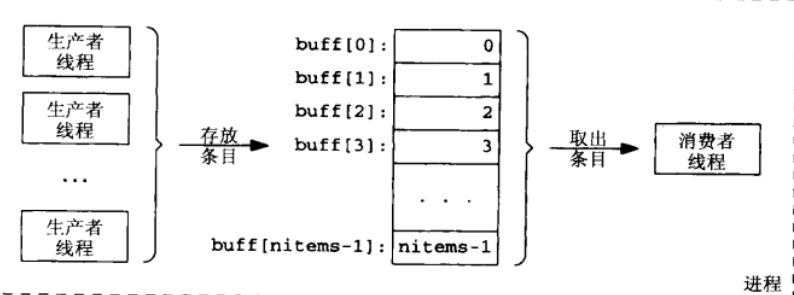 生产者
线程
生产者
线程
...
生产者
线程
存放
条目
buff[0]: 0
buff[1]: 1
buff[2]: 2
buff[3]: 3
. . .
buff[nitems-1]: nitems-1
取出
条目
消费者
线程
进程